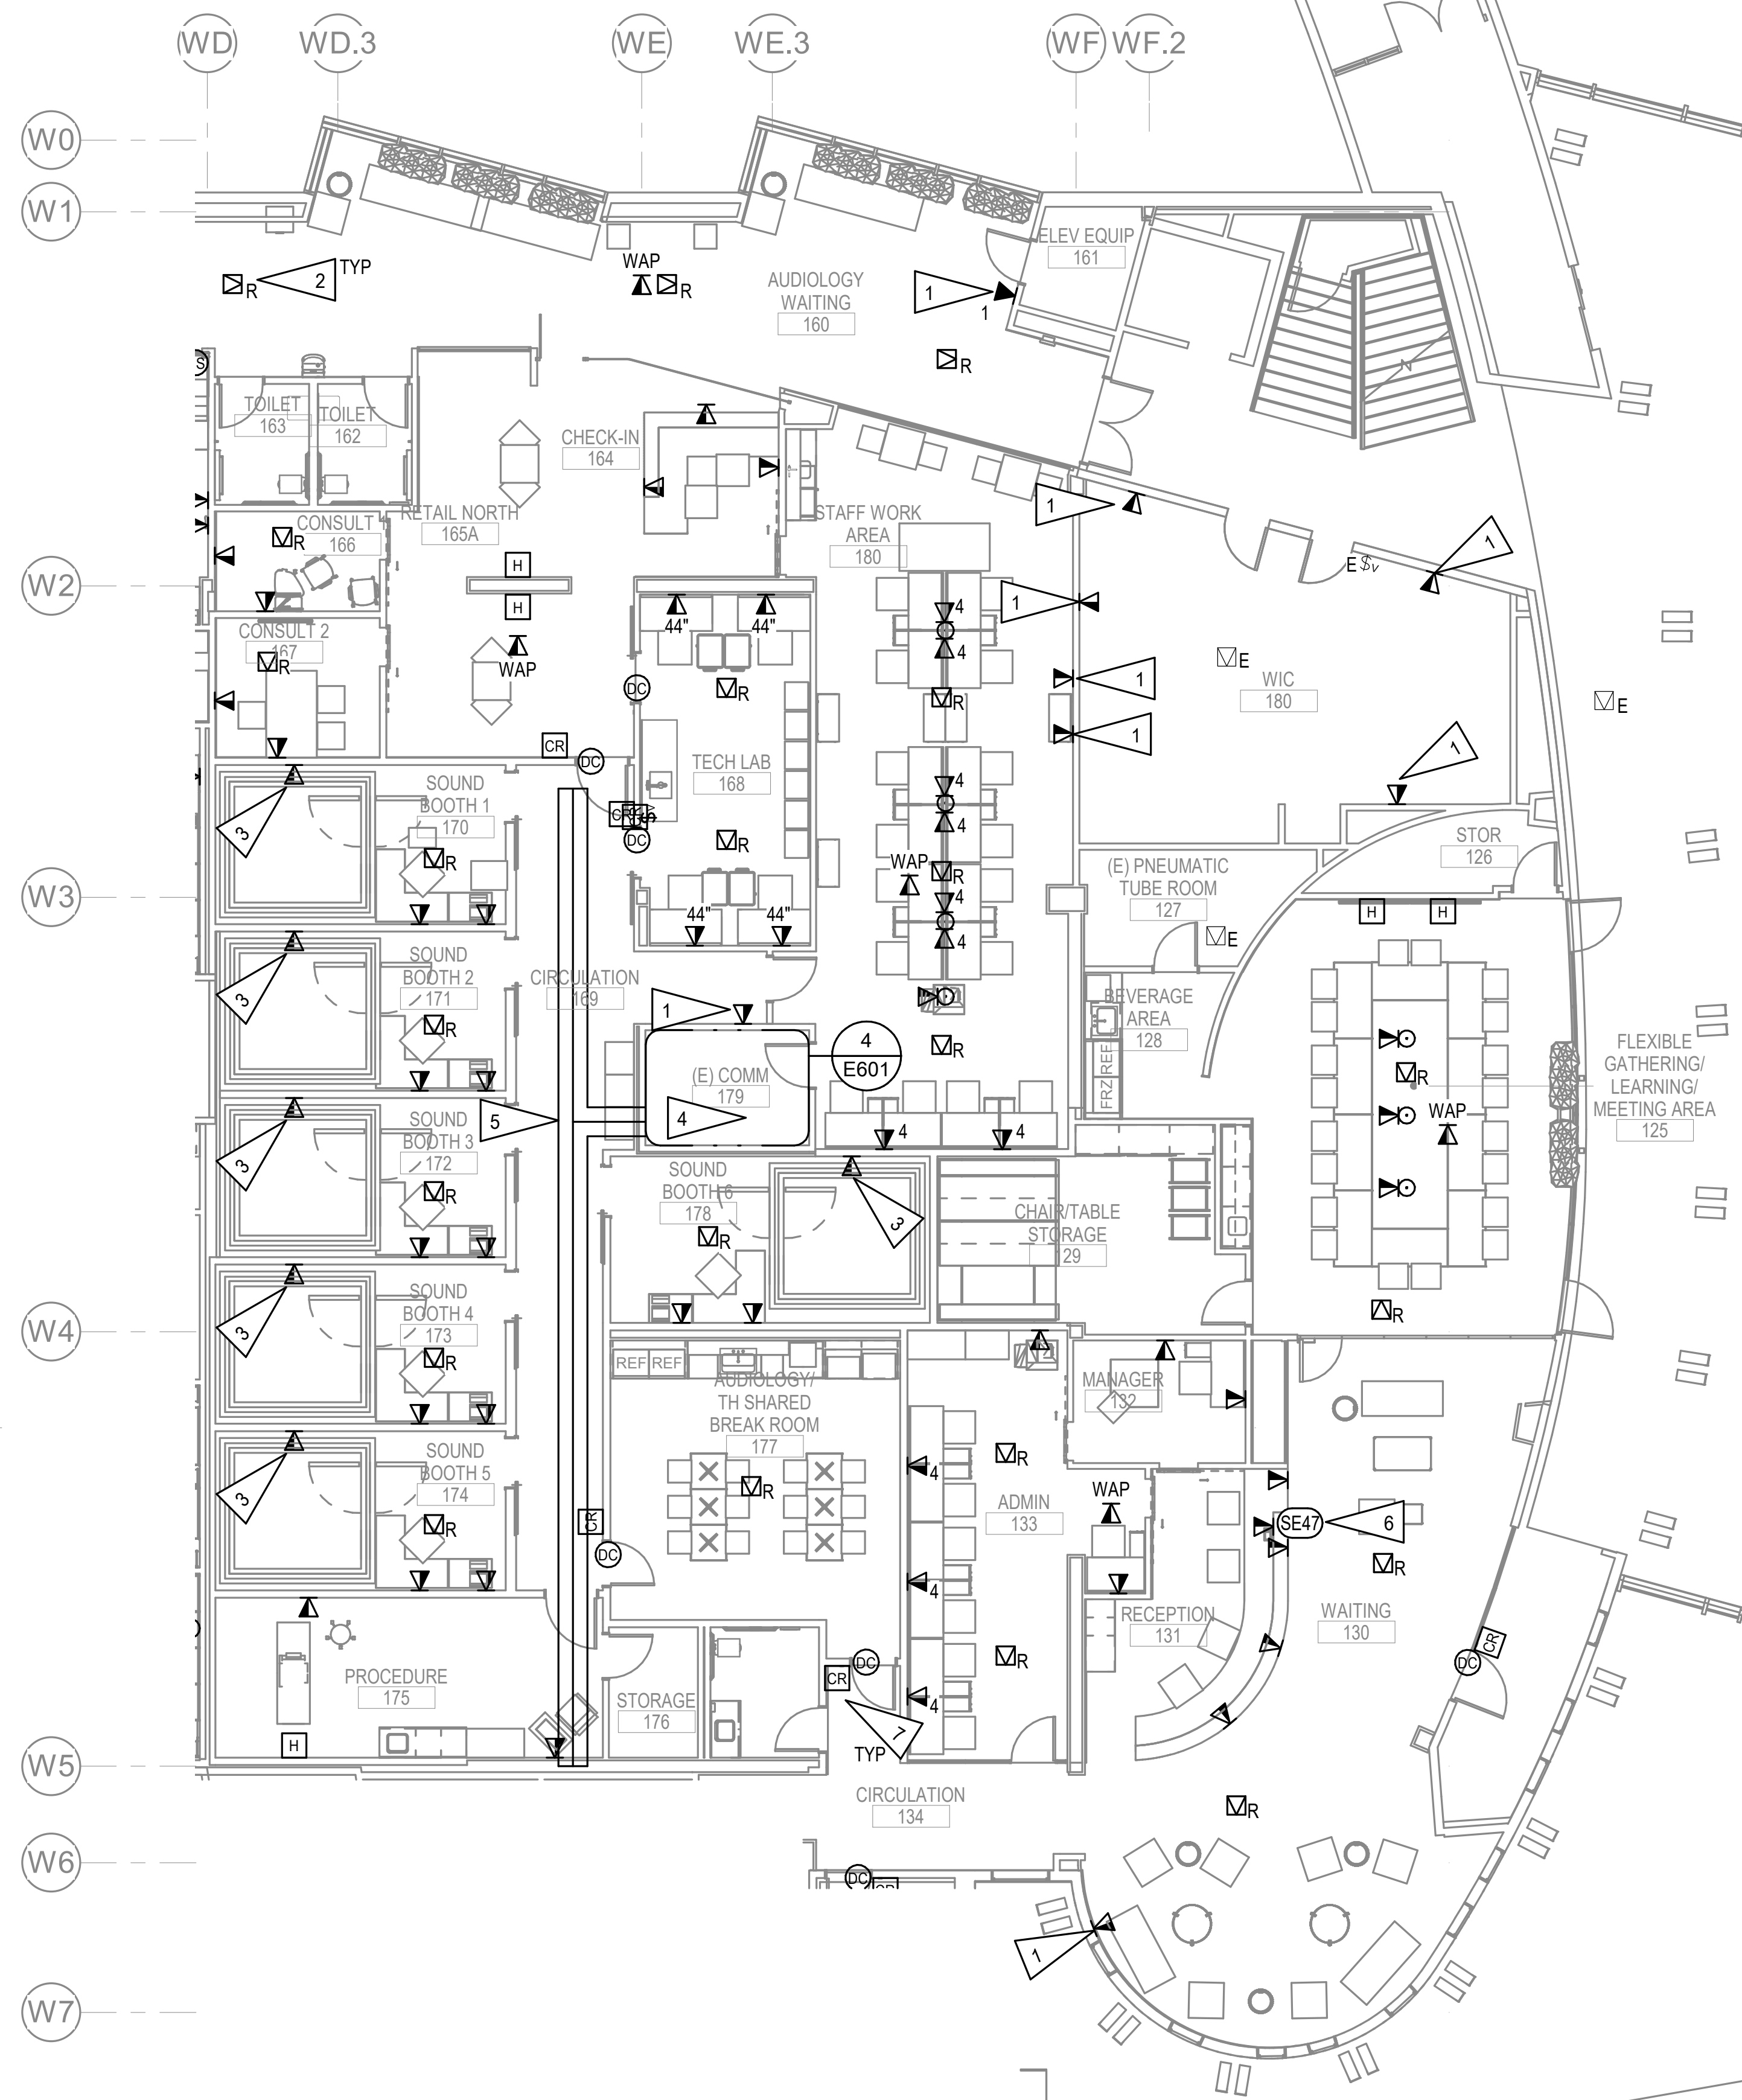 WD
WD.3
WE
WE.3
WF
WF.2
W0
W1
ELEV EQUIP
161
2
TYP
R
WAP
R
AUDIOLOGY
WAITING
160
1
1
R
S
TOILET
163
TOILET
162
CHECK-IN
164
RETAIL NORTH
165A
CONSULT 1
166
R
STAFF WORK
AREA
180
1
1
E $v
W2
H
H
44"
44"
4
4
1
CONSULT 2
167
R
WAP
DC
R
R
1
E
WIC
180
E
1
1
CR
DC
TECH LAB
168
4
4
SOUND
BOOTH 1
170
3
R
CR
DC
R
STOR
126
W3
WAP
R
4
4
(E) PNEUMATIC
TUBE ROOM
127
E
H
H
44"
44"
SOUND
BOOTH 2
171
3
R
CIRCULATION
169
1
BEVERAGE
AREA
128
REF
FRZ
R
4
E601
(E) COMM
179
4
5
FLEXIBLE
GATHERING/
LEARNING/
MEETING AREA
125
R
WAP
SOUND
BOOTH 3
172
3
R
4
4
SOUND
BOOTH 6
178
R
3
CHAIR/TABLE
STORAGE
129
R
W4
SOUND
BOOTH 4
173
3
R
REF
REF
AUDIOLOGY/
TH SHARED
BREAK ROOM
177
R
MANAGER
132
SOUND
BOOTH 5
174
3
R
CR
DC
4
R
ADMIN
133
WAP
SE47
6
R
4
RECEPTION
131
WAITING
130
DC
CR
PROCEDURE
175
H
STORAGE
176
DC
CR
4
R
7
TYP
W5
CIRCULATION
134
R
W6
DC
1
W7